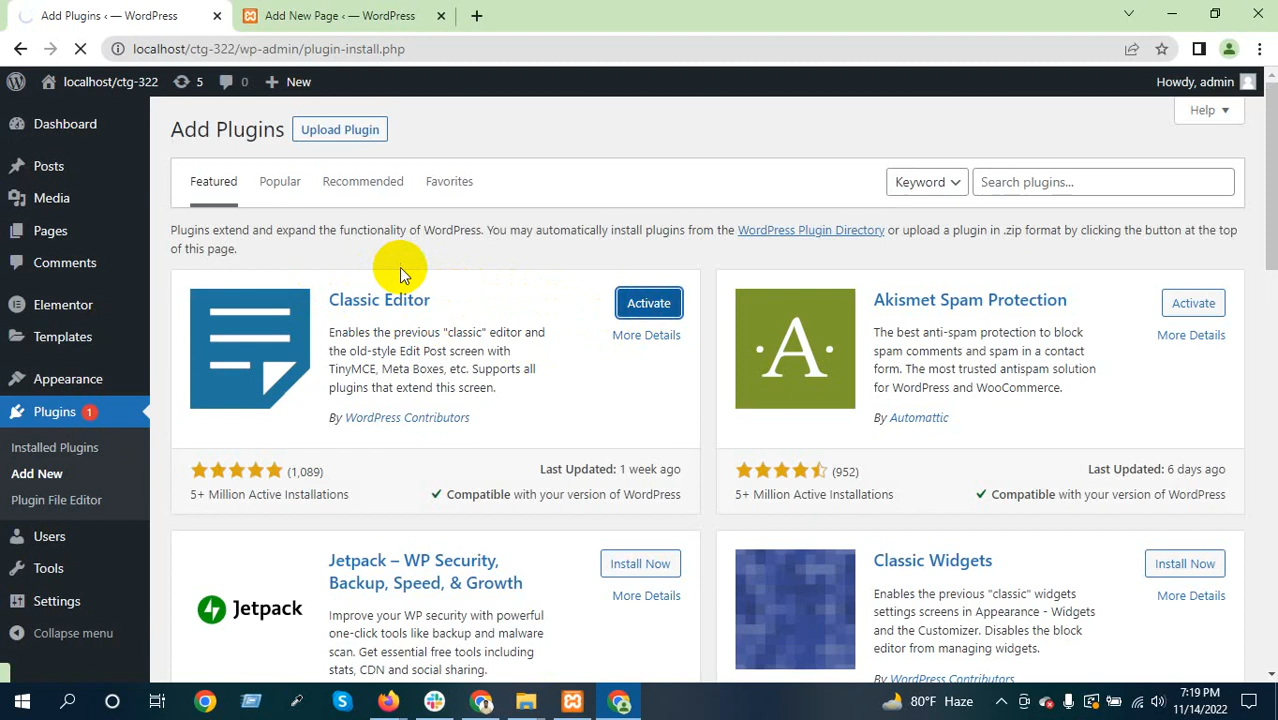 Add Plugins ‹ — WordPress
Add New Page ‹ — WordPress
localhost/ctg-322/wp-admin/plugin-install.php
localhost/ctg-322
5
0
New
Howdy, admin
Dashboard
Posts
Media
Pages
Comments
Elementor
Templates
Appearance
Plugins 1
Installed Plugins
Add New
Plugin File Editor
Users
Tools
Settings
Collapse menu
Add Plugins
Upload Plugin
Help
Featured
Popular
Recommended
Favorites
Keyword
Search plugins...
Plugins extend and expand the functionality of WordPress. You may automatically install plugins from the WordPress Plugin Directory or upload a plugin in .zip format by clicking the button at the top
of this page.
Classic Editor
Activate
More Details
Enables the previous "classic" editor and
the old-style Edit Post screen with
TinyMCE, Meta Boxes, etc. Supports all
plugins that extend this screen.
By WordPress Contributors
(1,089)
Last Updated: 1 week ago
5+ Million Active Installations
Compatible with your version of WordPress
Akismet Spam Protection
Activate
More Details
The best anti-spam protection to block
spam comments and spam in a contact
form. The most trusted antispam solution
for WordPress and WooCommerce.
By Automattic
(952)
Last Updated: 6 days ago
5+ Million Active Installations
Compatible with your version of WordPress
Jetpack
Jetpack – WP Security,
Backup, Speed, & Growth
Install Now
More Details
Improve your WP security with powerful
one-click tools like backup and malware
scan. Get essential free tools including
stats, CDN and social sharing.
Classic Widgets
Install Now
More Details
Enables the previous "classic" widgets
settings screens in Appearance - Widgets
and the Customizer. Disables the block
editor from managing widgets.
By WordPress Contributors
80°F Haze
7:19 PM
11/14/2022